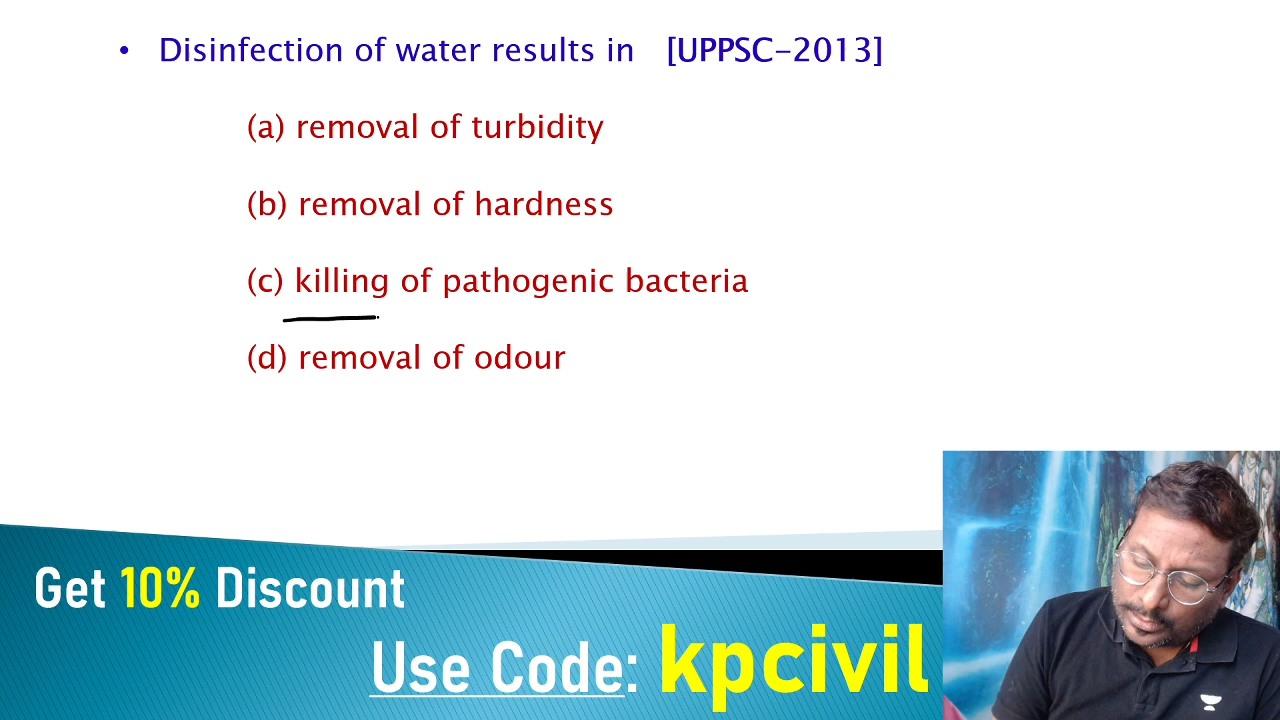 • Disinfection of water results in [UPPSC-2013]
(a) removal of turbidity
(b) removal of hardness
(c) killing of pathogenic bacteria
(d) removal of odour
Get 10% Discount
Use Code: kpcivil